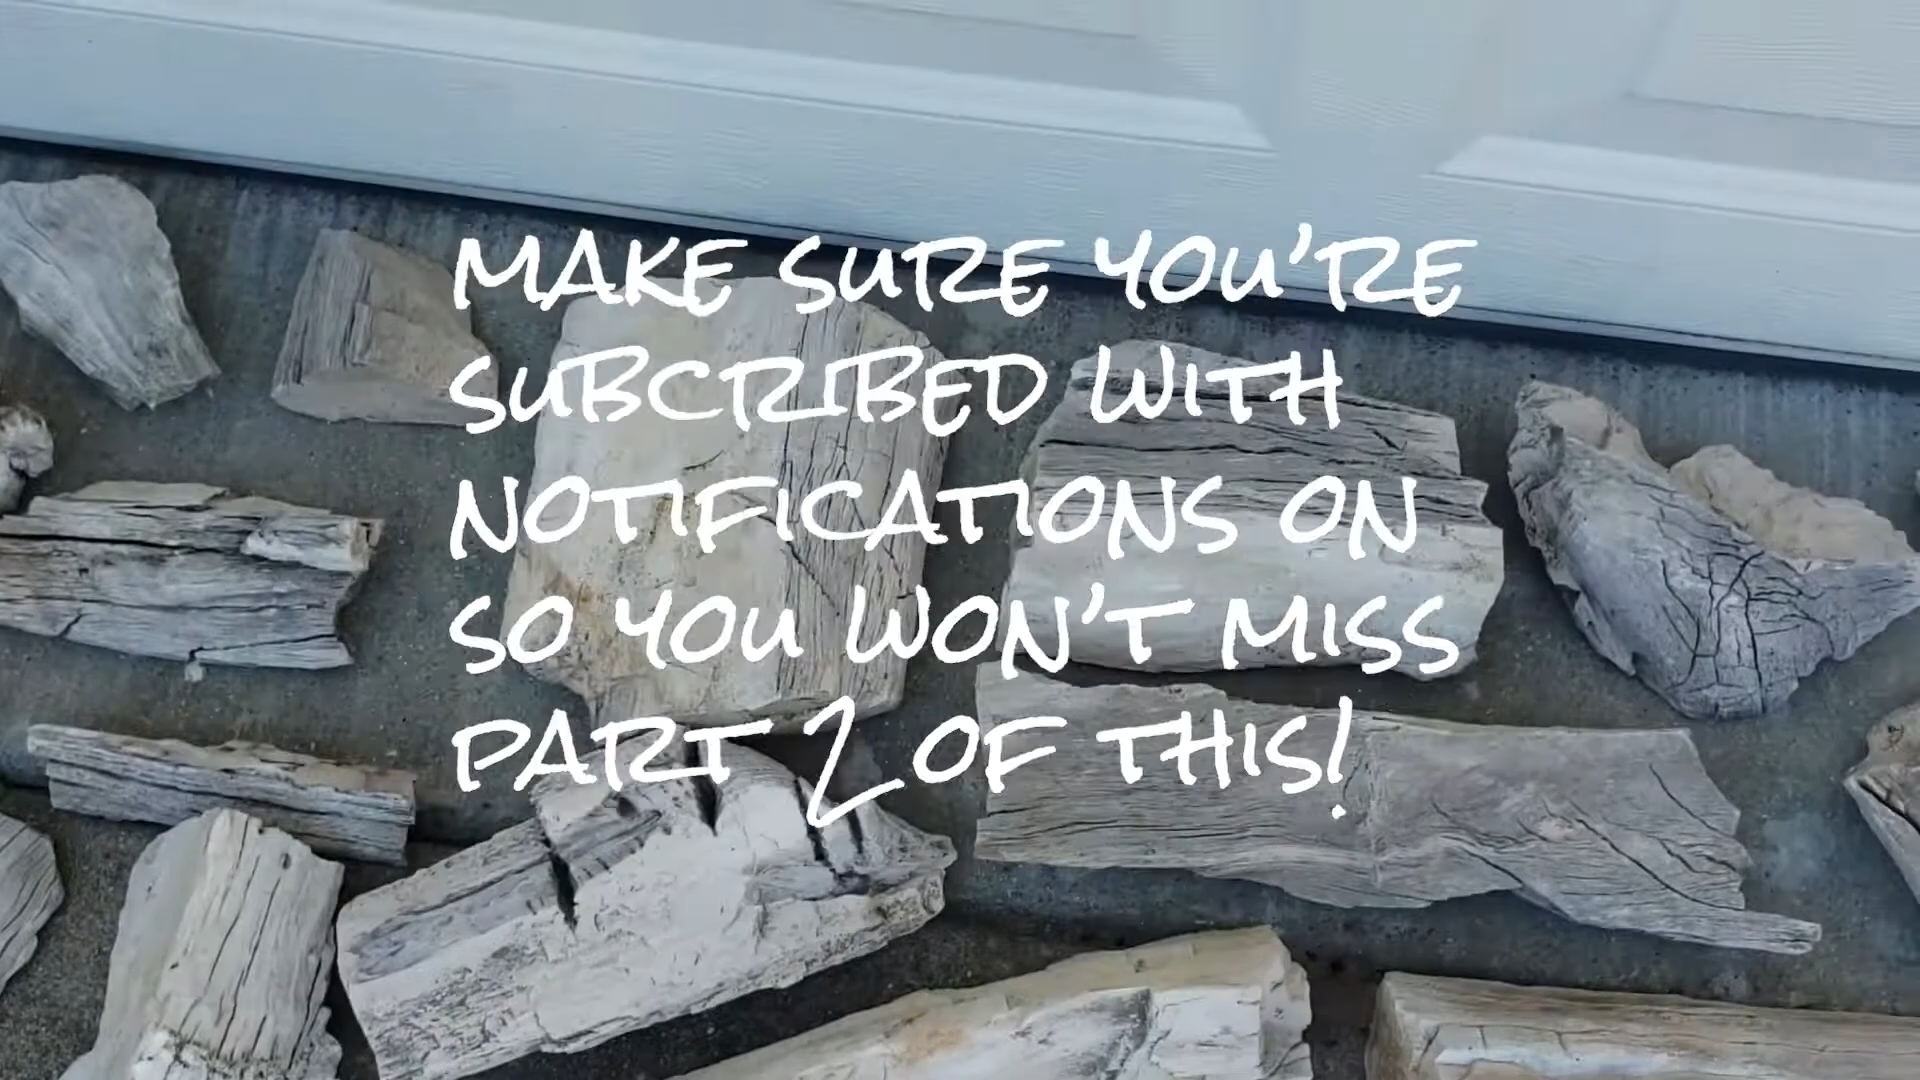 MAKE SURE YOU'RE
SUBCRIBED WITH
NOTIFICATIONS ON
SO YOU WON'T MISS
PART 2 OF THIS!